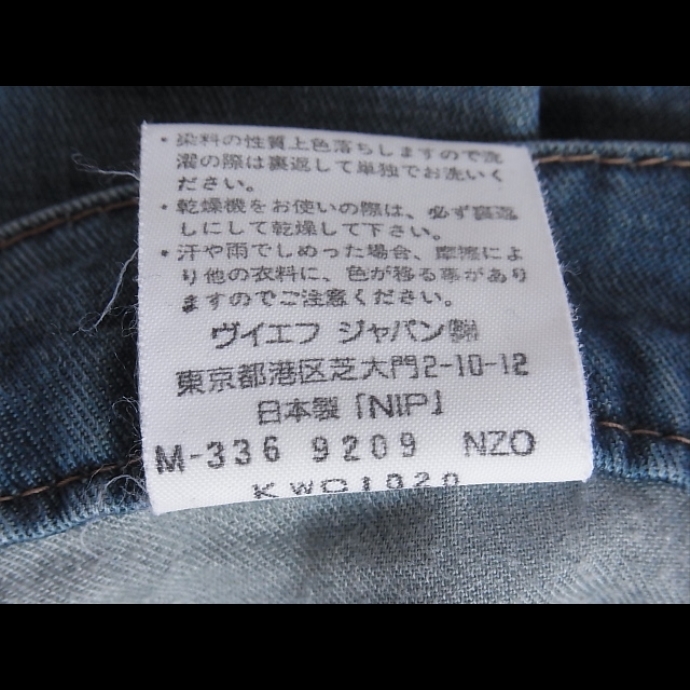 ・染料の性質上色落ちしますので洗
濯の際は裏返して単独でお洗いく
ださい。
・乾燥機をお使いの際は、必ず裏返
しにして乾燥して下さい。
・汗や雨でしめった場合、摩擦によ
り他の衣料に、色が移る事があり
ますのでご注意ください。
ヴイエフ ジャパン㈱
東京都港区芝大門2-10-12
日本製「NIP」
M-336 9209 NZO
KWC1020